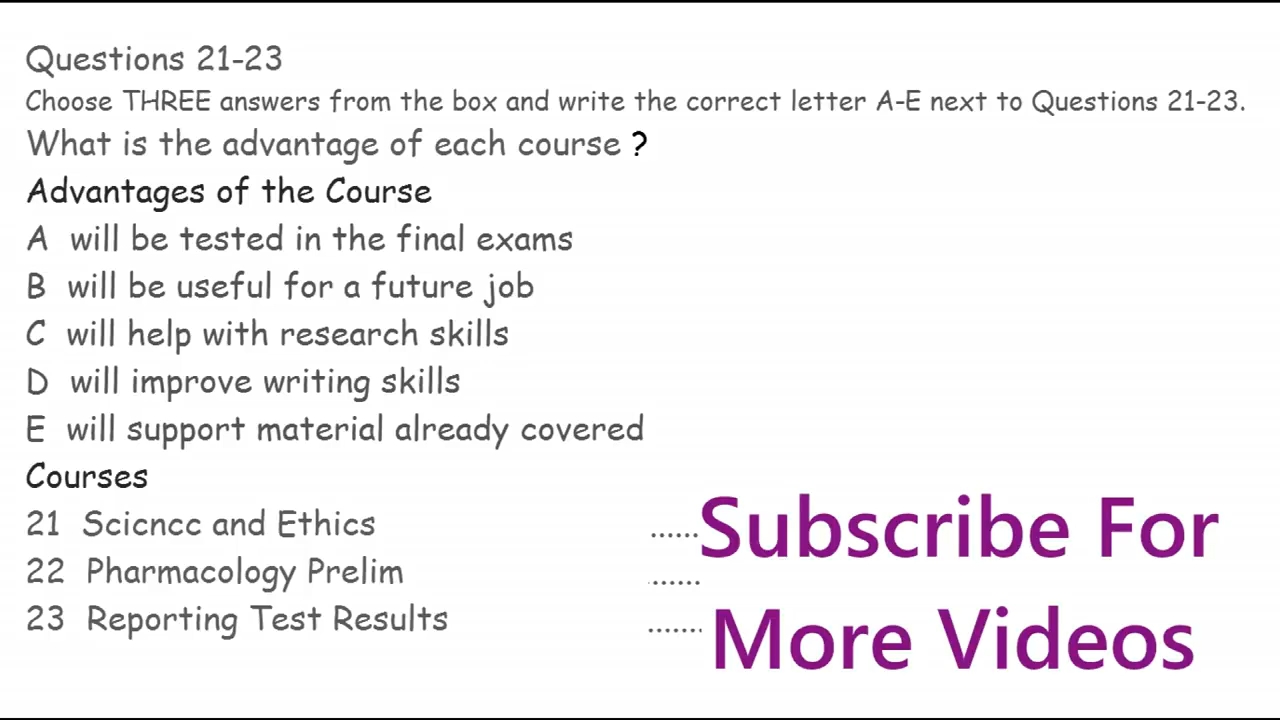 Questions 21-23
Choose THREE answers from the box and write the correct letter A-E next to Questions 21-23.
What is the advantage of each course ?
Advantages of the Course
A will be tested in the final exams
B will be useful for a future job
C will help with research skills
D will improve writing skills
E will support material already covered
Courses
21 Scicncc and Ethics ......
22 Pharmacology Prelim ......
23 Reporting Test Results .......
Subscribe For
More Videos